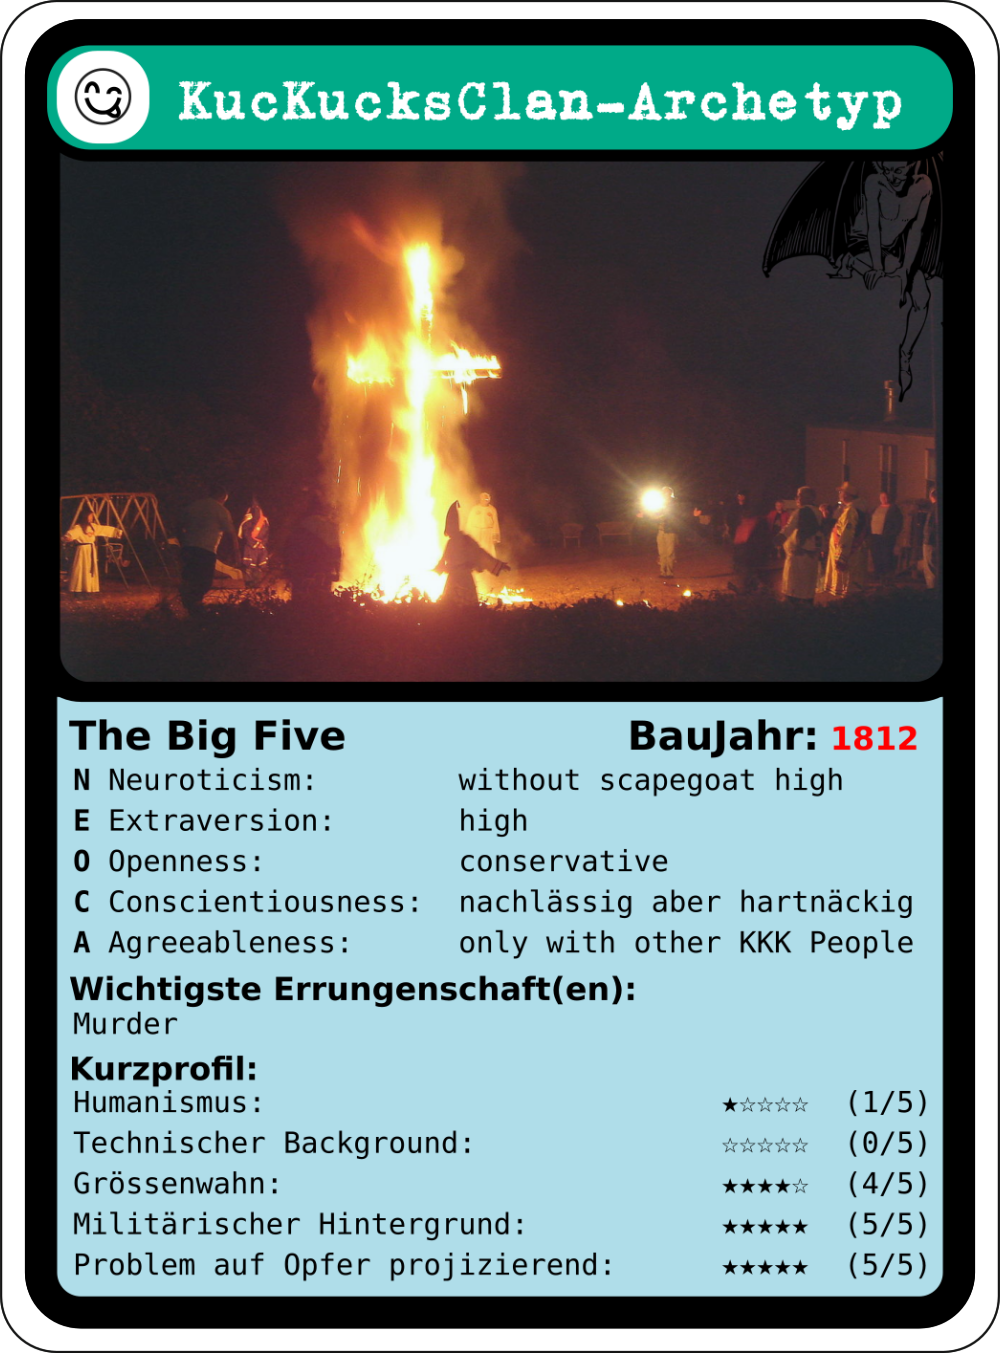 KucKucksClan-Archetyp
The Big Five BauJahr: 1812
N Neuroticism: without scapegoat high
E Extraversion: high
O Openness: conservative
C Conscientiousness: nachlässig aber hartnäckig
A Agreeableness: only with other KKK People
Wichtigste Errungenschaft(en):
Murder
Kurzprofil:
Humanismus: ★☆☆☆☆ (1/5)
Technischer Background: ☆☆☆☆☆ (0/5)
Grössenwahn: ★★★★☆ (4/5)
Militärischer Hintergrund: ★★★★★ (5/5)
Problem auf Opfer projizierend: ★★★★★ (5/5)